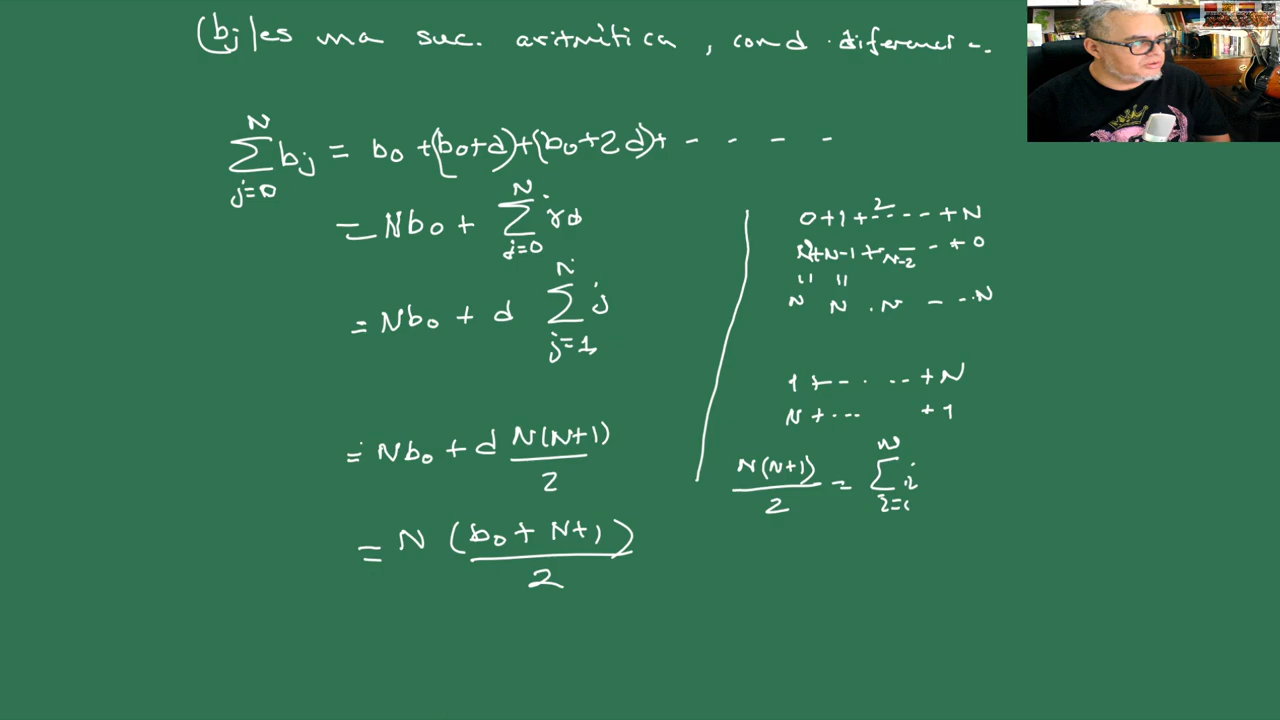 (bj) es una suc. aritmética, con d diferencia.
N
∑ bj = b0 + (b0+d) + (b0+2d) + - - - -
j=0
= Nb0 + ∑_{j=0}^{N} jd
= Nb0 + d ∑_{j=1}^{N} j
= Nb0 + d N(N+1)/2
= N (b0 + N+1)/2
0+1+2 ---- +N
N+N-1+N-2 - - +0
|| ||
N N . N - - ..N
1 + - - . .. - +N
N + ... +1
N(N+1)/2 = ∑^{N} i